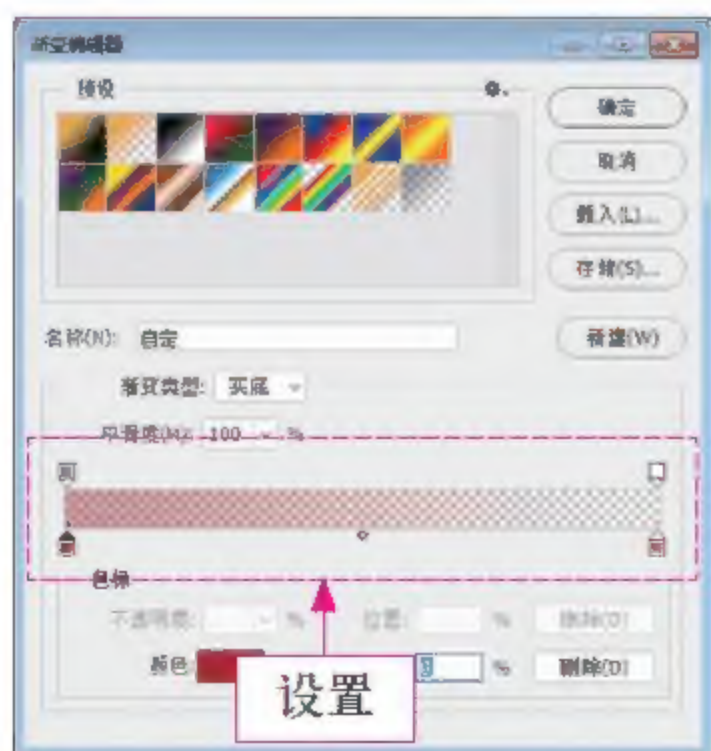 渐变编辑器
预设
确定
取消
载入(L)...
存储(S)...
名称(N): 自定
新建(W)
渐变类型: 实底
平滑度(M): 100 %
色标
不透明度: % 位置: % 删除(D)
颜色: % 删除(D)
设置